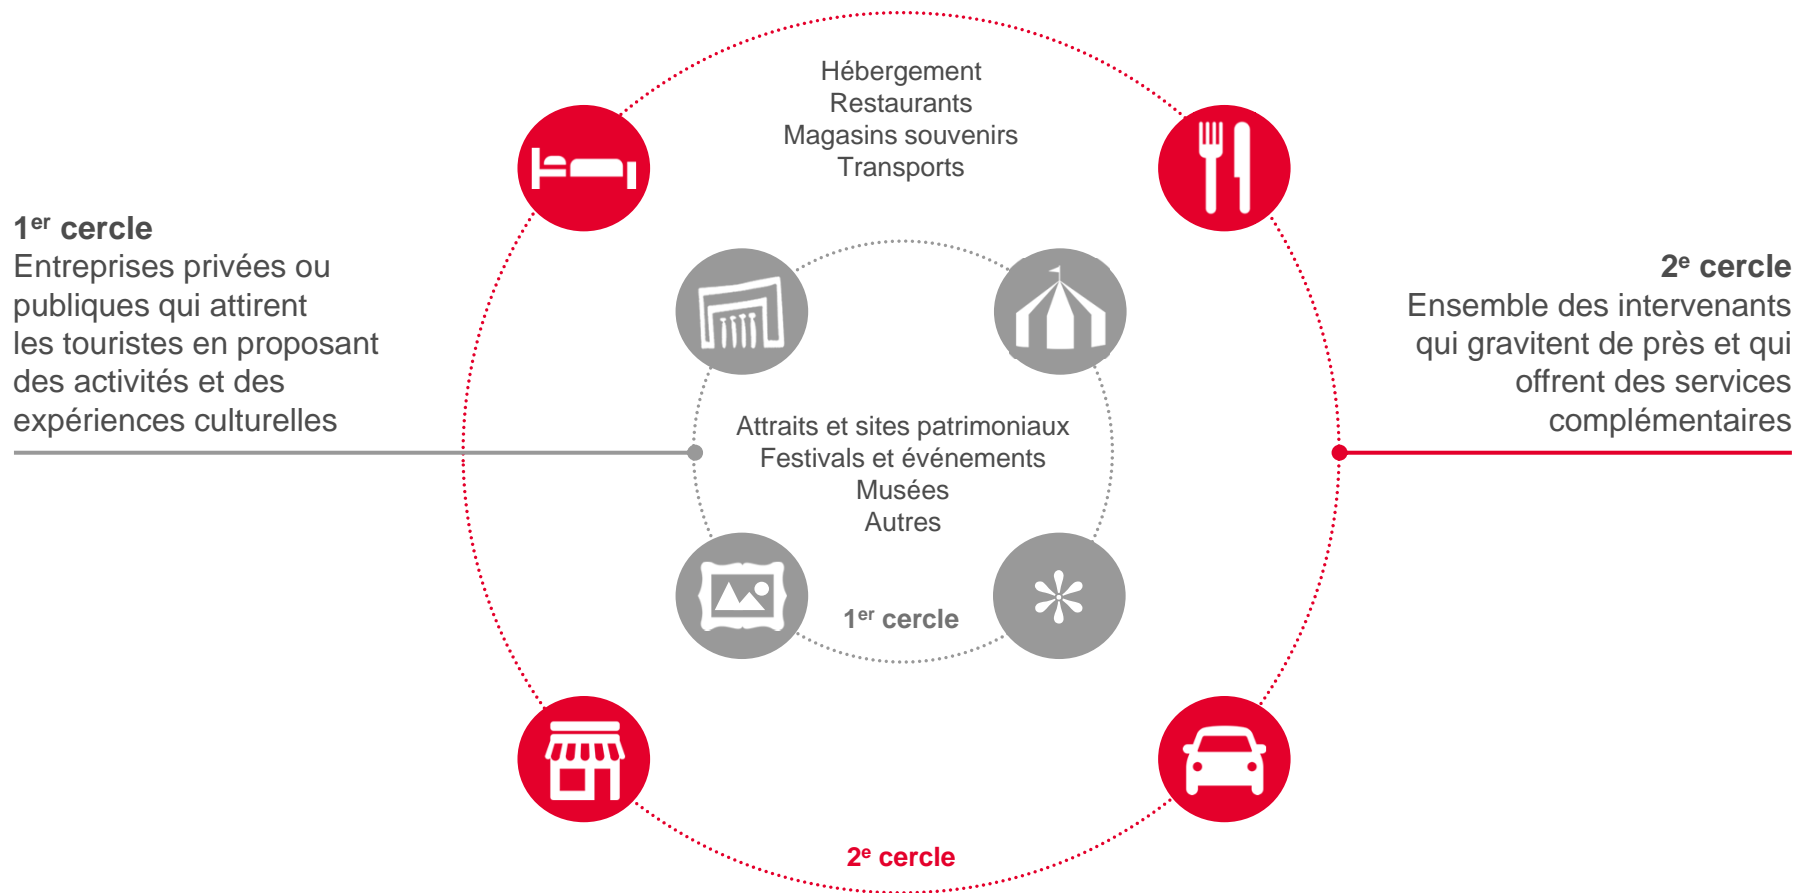 Hébergement
Restaurants
Magasins souvenirs
Transports
1er cercle
Entreprises privées ou
publiques qui attirent
les touristes en proposant
des activités et des
expériences culturelles
2e cercle
Ensemble des intervenants
qui gravitent de près et qui
offrent des services
complémentaires
Attraits et sites patrimoniaux
Festivals et événements
Musées
Autres
1er cercle
2e cercle